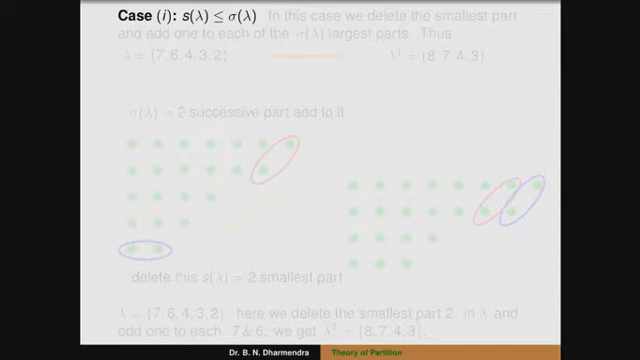 Case (i): s(λ) ≤ σ(λ) In this case we delete the smallest part
and add one to each of the σ(λ) largest parts. Thus
λ = (7, 6, 4, 3, 2)
= (8, 7, 4, 3)
σ(λ) = 2 successive part add to it
delete this s(λ) = 2 smallest part
λ = (7, 6, 4, 3, 2) here we delete the smallest part 2, in λ and
odd one to each 7 & 6, we get = (8, 7, 4, 3).
Dr. B. N. Dharmendra
Theory of Partition